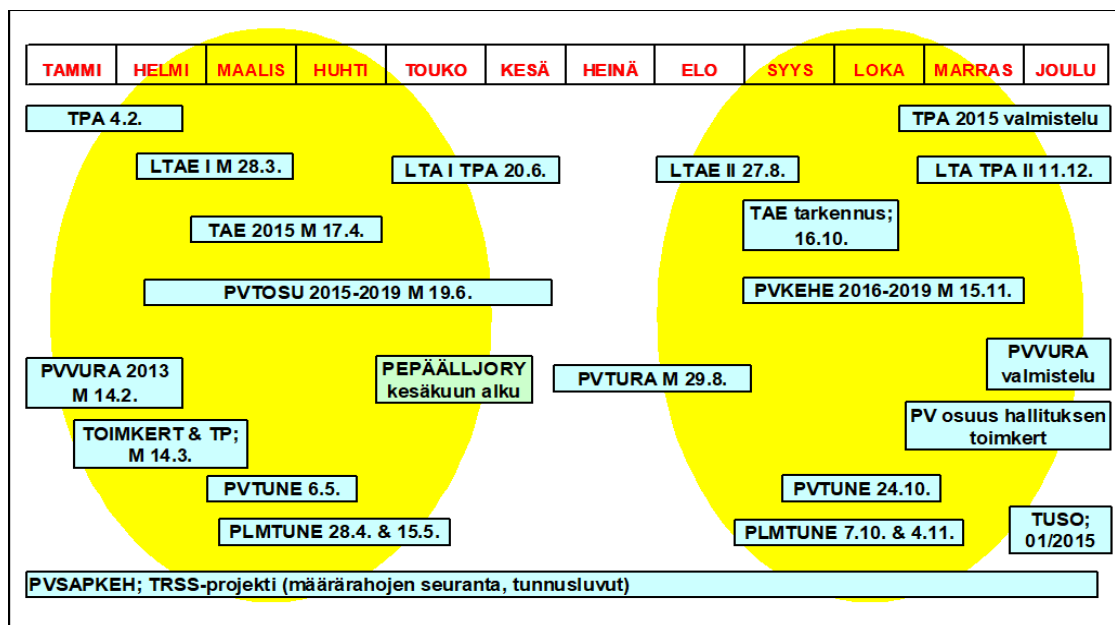 TAMMI HELMI MAALIS HUHTI TOUKO KESÄ HEINÄ ELO SYYS LOKA MARRAS JOULU
TPA 4.2.
TPA 2015 valmistelu
LTAE I M 28.3.
LTA I TPA 20.6.
LTAE II 27.8.
LTA TPA II 11.12.
TAE 2015 M 17.4.
TAE tarkennus;
16.10.
PVTOSU 2015-2019 M 19.6.
PVKEHE 2016-2019 M 15.11.
PVVURA 2013
M 14.2.
PEPÄÄLLJORY
kesäkuun alku
PVTURA M 29.8.
PVVURA
valmistelu
TOIMKERT & TP;
M 14.3.
PV osuus hallituksen
toimkert
PVTUNE 6.5.
PVTUNE 24.10.
PLMTUNE 28.4. & 15.5.
PLMTUNE 7.10. & 4.11.
TUSO;
01/2015
PVSAPKEH; TRSS-projekti (määrärahojen seuranta, tunnusluvut)